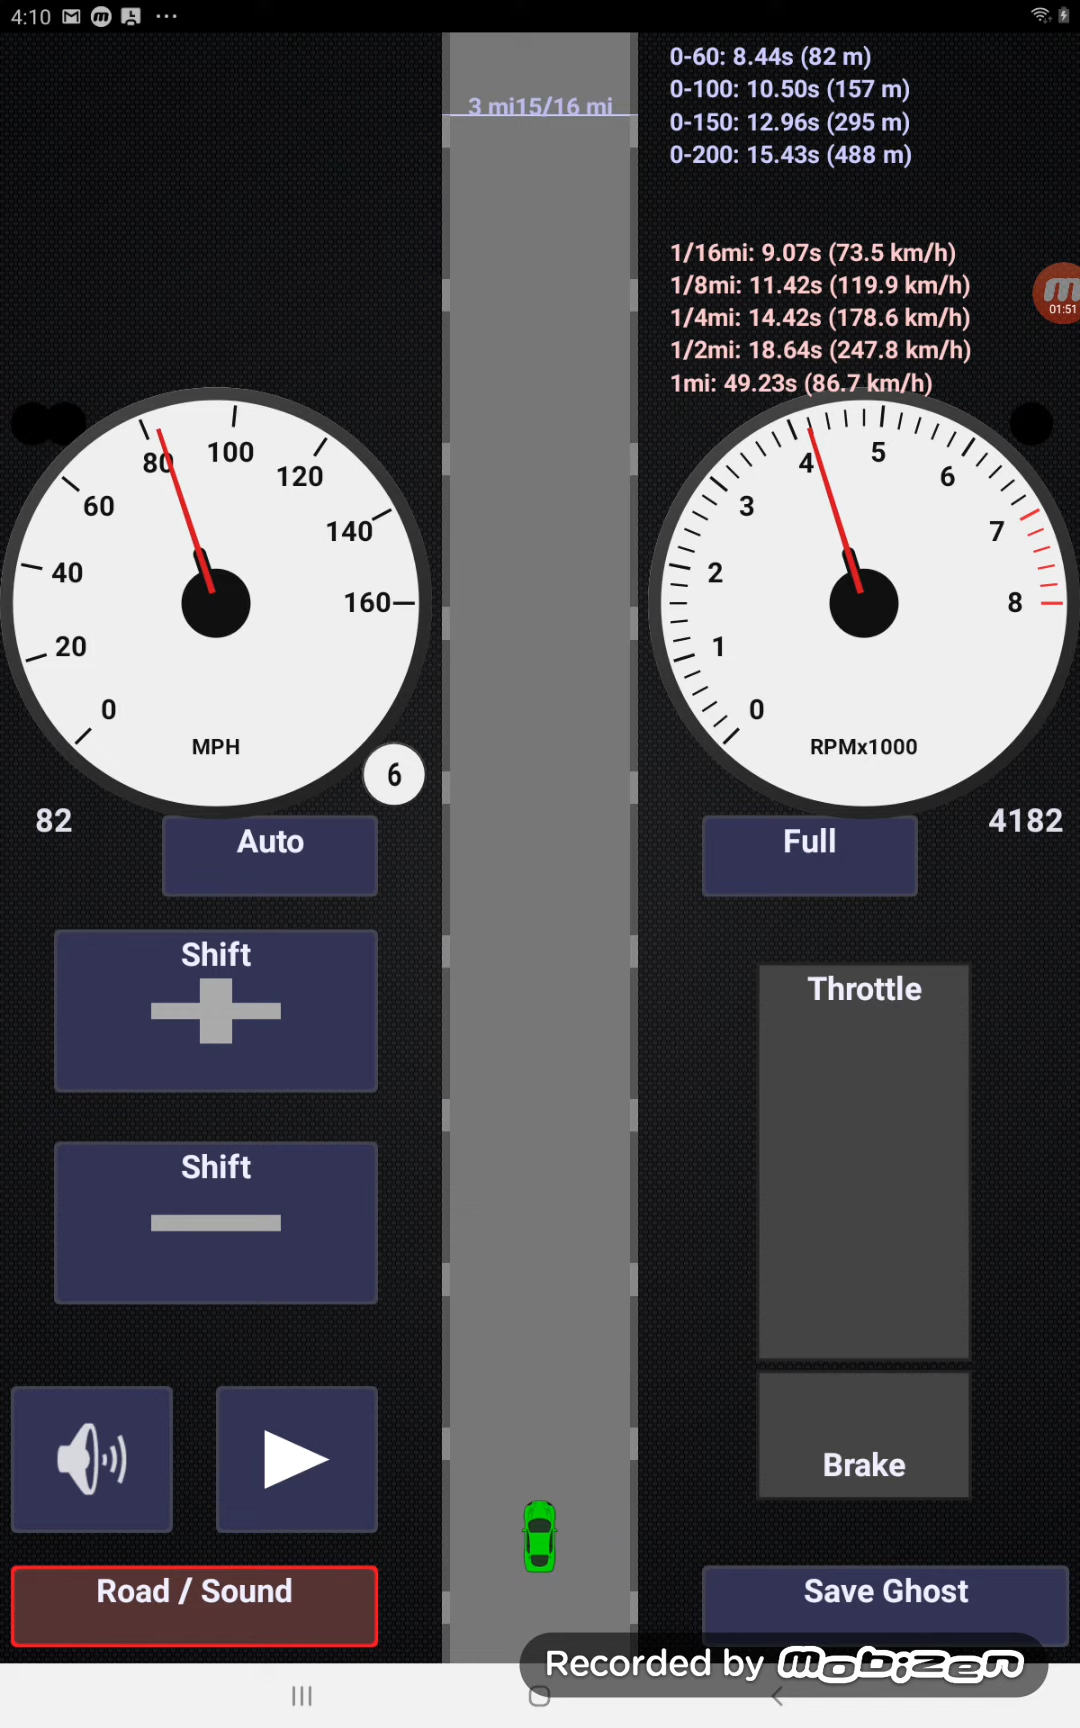 4:10
3 mi15/16 mi
0-60: 8.44s (82 m)
0-100: 10.50s (157 m)
0-150: 12.96s (295 m)
0-200: 15.43s (488 m)
1/16mi: 9.07s (73.5 km/h)
1/8mi: 11.42s (119.9 km/h)
1/4mi: 14.42s (178.6 km/h)
1/2mi: 18.64s (247.8 km/h)
1mi: 49.23s (86.7 km/h)
m
01:51
0
20
40
60
80
100
120
140
160
MPH
6
0
1
2
3
4
5
6
7
8
RPMx1000
82
4182
Auto
Full
Shift
Throttle
Shift
Brake
Road / Sound
Save Ghost
Recorded by Mobizen